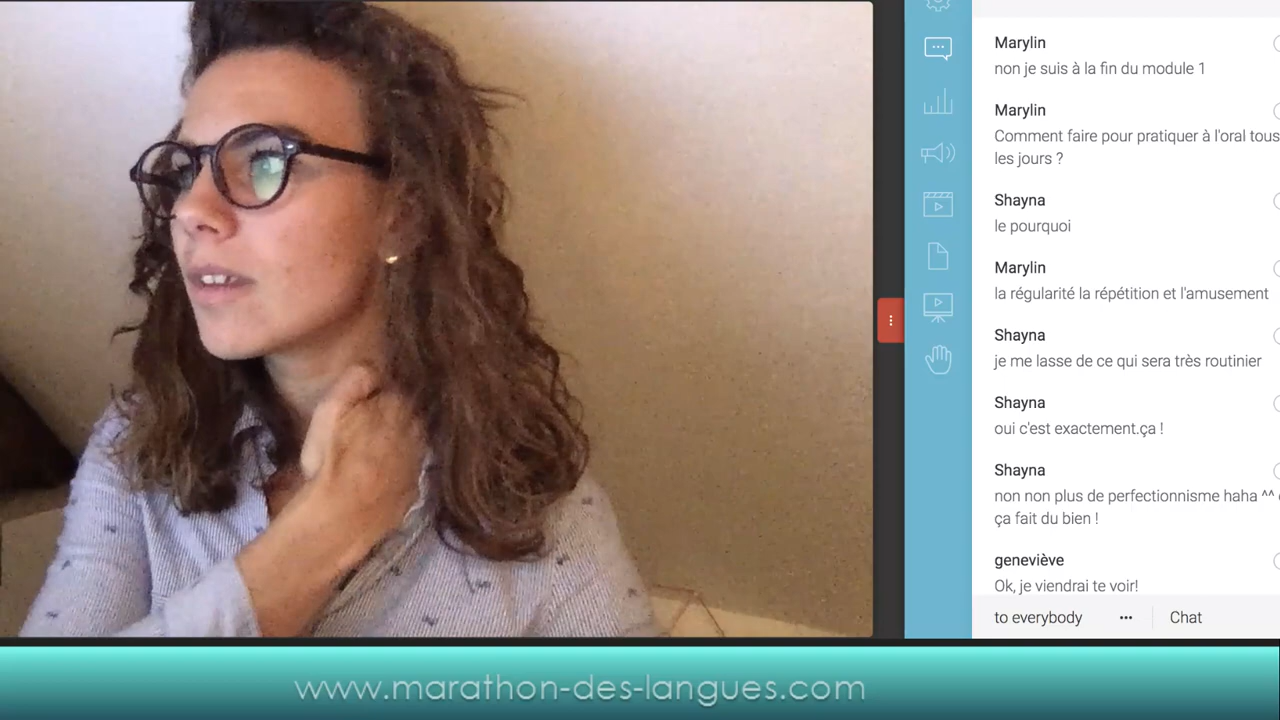 Marylin
non je suis à la fin du module 1
Marylin
Comment faire pour pratiquer à l'oral tous
les jours ?
Shayna
le pourquoi
Marylin
la régularité la répétition et l'amusement
Shayna
je me lasse de ce qui sera très routinier
Shayna
oui c'est exactement.ça !
Shayna
non non plus de perfectionnisme haha ^^
ça fait du bien !
geneviève
Ok, je viendrai te voir!
to everybody ••• Chat
www.marathon-des-langues.com